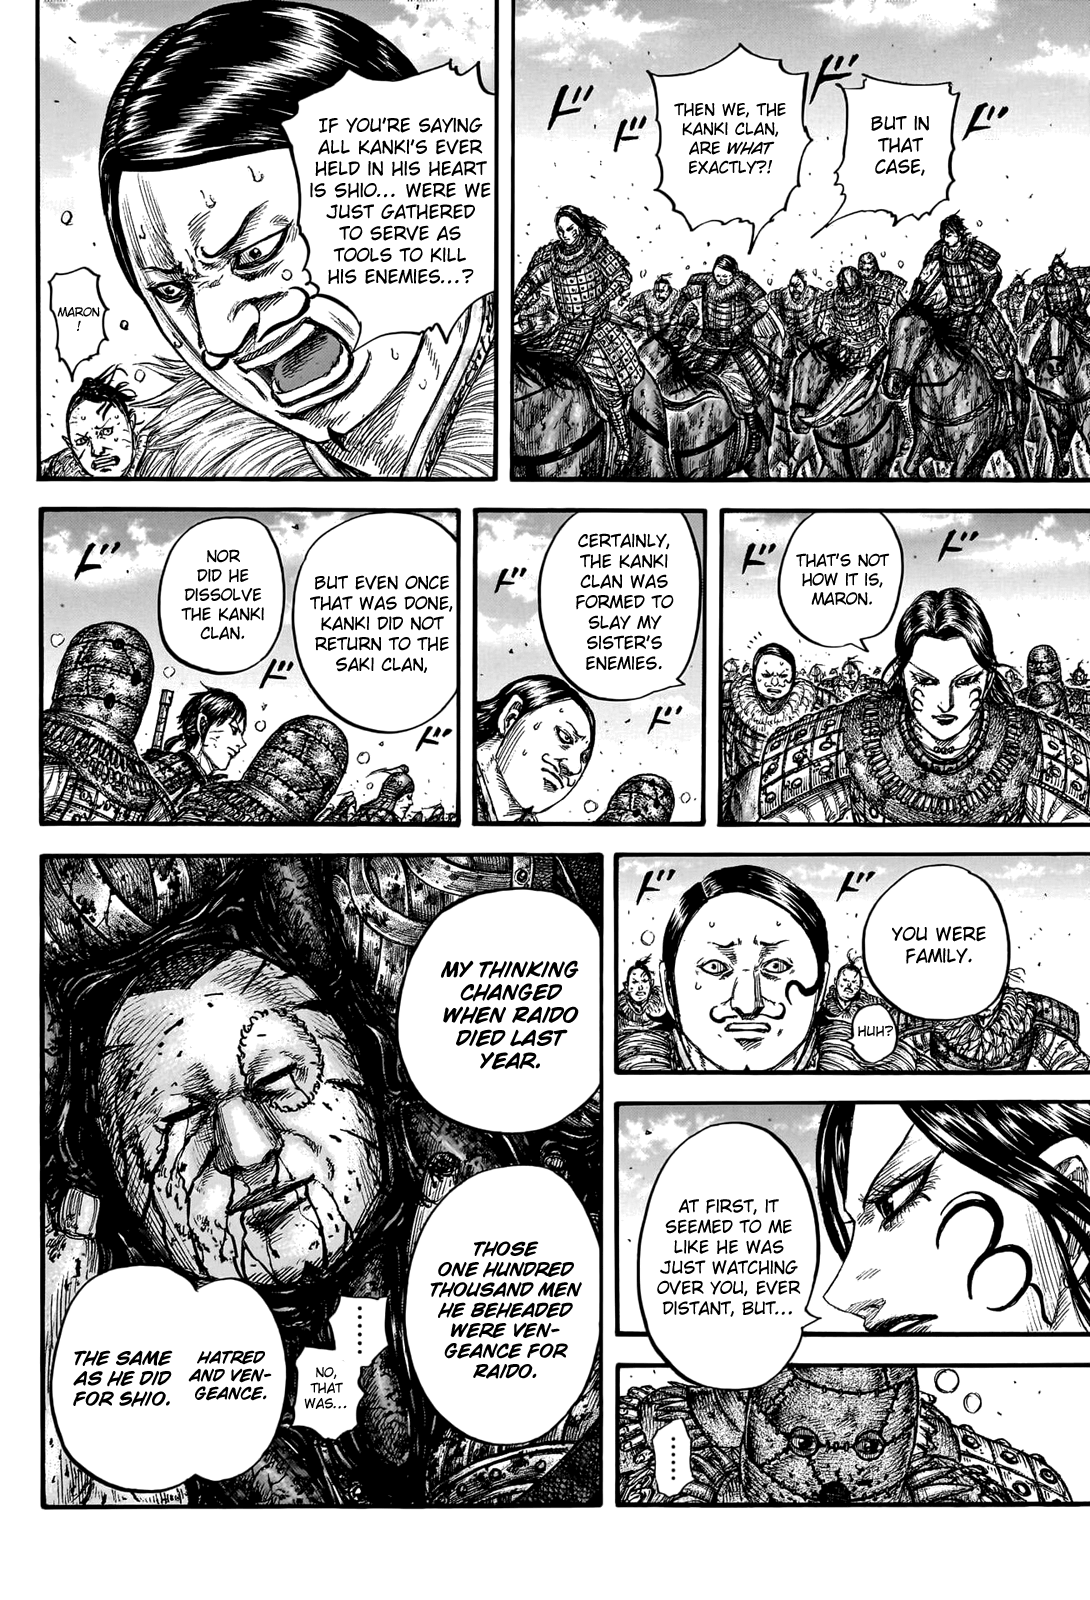 BUT IN
THAT
CASE,
THEN WE, THE
KANKI CLAN,
ARE WHAT
EXACTLY?!
ド
ド
ド
ド
IF YOU'RE SAYING
ALL KANKI'S EVER
HELD IN HIS HEART
IS SHIO... WERE WE
JUST GATHERED
TO SERVE AS
TOOLS TO KILL
HIS ENEMIES...?
MARON
!
THAT'S NOT
HOW IT IS,
MARON.
ド
ド
CERTAINLY,
THE KANKI
CLAN WAS
FORMED TO
SLAY MY
SISTER'S
ENEMIES.
ド
ド
BUT EVEN ONCE
THAT WAS DONE,
KANKI DID NOT
RETURN TO THE
SAKI CLAN,
NOR
DID HE
DISSOLVE
THE KANKI
CLAN.
ド
ド
ド
YOU WERE
FAMILY.
HUH?
ド
ド
AT FIRST, IT
SEEMED TO ME
LIKE HE WAS
JUST WATCHING
OVER YOU, EVER
DISTANT, BUT...
......
MY THINKING
CHANGED
WHEN RAIDO
DIED LAST
YEAR.
THOSE
ONE HUNDRED
THOUSAND MEN
HE BEHEADED
WERE VEN-
GEANCE FOR
RAIDO.
......
NO,
THAT
WAS...
HATRED
AND VEN-
GEANCE.
THE SAME
AS HE DID
FOR SHIO.